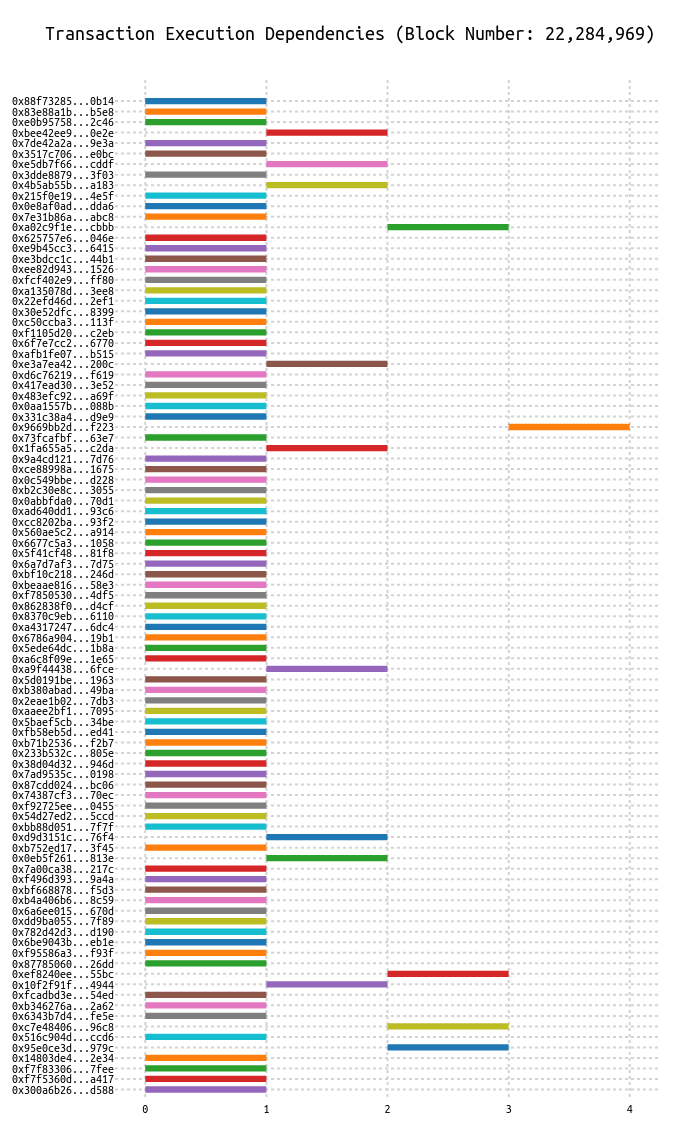 Transaction Execution Dependencies (Block Number: 22,284,969)
0x88f73285...0b14
0x83e88a1b...b5e8
0xe0b95758...2c46
0xbee42ee9...0e2e
0x7de42a2a...9e3a
0x3517c706...e0bc
0xe5db7f66...cddf
0x3dde8879...3f03
0x4b5ab55b...a183
0x215f0e19...4e5f
0x0e8af0ad...dda6
0x7e31b86a...abc8
0xa02c9f1e...cbbb
0x625757e6...046e
0xe9b45cc3...6415
0xe3bdcc1c...44b1
0xee82d943...1526
0xfcf402e9...ff80
0xa135078d...3ee8
0x22efd46d...2ef1
0x30e52dfc...8399
0xc50ccba3...113f
0xf1105d20...c2eb
0x6f7e7cc2...6770
0xafb1fe07...b515
0xe3a7ea42...200c
0xd6c76219...f619
0x417ead30...3e52
0x483efc92...a69f
0x0aa1557b...088b
0x331c38a4...d9e9
0x9669bb2d...f223
0x73fcafbf...63e7
0x1fa655a5...c2da
0x9a4cd121...7d76
0xce88998a...1675
0x0c549bbe...d228
0xb2c30e8c...3055
0x0abbfda0...70d1
0xad640dd1...93c6
0xcc8202ba...93f2
0x560ae5c2...a914
0x6677c5a3...1058
0x5f41cf48...81f8
0x6a7d7af3...7d75
0xbf10c218...246d
0xbeaae816...58e3
0xf7850530...4df5
0x862838f0...d4cf
0x8370c9eb...6110
0xa4317247...6dc4
0x6786a904...19b1
0x5ede64dc...1b8a
0xa6c8f09e...1e65
0xa9f44438...6fce
0x5d0191be...1963
0xb380abad...49ba
0x2eae1b02...7db3
0xaaee2bf1...7095
0x5baef5cb...34be
0xfb58eb5d...ed41
0xb71b2536...f2b7
0x233b532c...805e
0x38d04d32...946d
0x7ad9535c...0198
0x87cdd024...bc06
0x74387cf3...70ec
0xf92725ee...0455
0x54d27ed2...5ccd
0xbb88d051...7f7f
0xd9d3151c...76f4
0xb752ed17...3f45
0x0eb5f261...813e
0x7a00ca38...217c
0xf496d393...9a4a
0xbf668878...f5d3
0xb4a406b6...8c59
0x6a6ee015...670d
0xdd9ba055...7f89
0x782d42d3...d190
0x6be9043b...eb1e
0xf95586a3...f93f
0x87785060...26dd
0xef8240ee...55bc
0x10f2f91f...4944
0xfcadbd3e...54ed
0xb346276a...2a62
0x6343b7d4...fe5e
0xc7e48406...96c8
0x516c904d...ccd6
0x95e0ce3d...979c
0x14803de4...2e34
0xf7f83306...7fee
0xf7f5360d...a417
0x300a6b26...d588
0 1 2 3 4